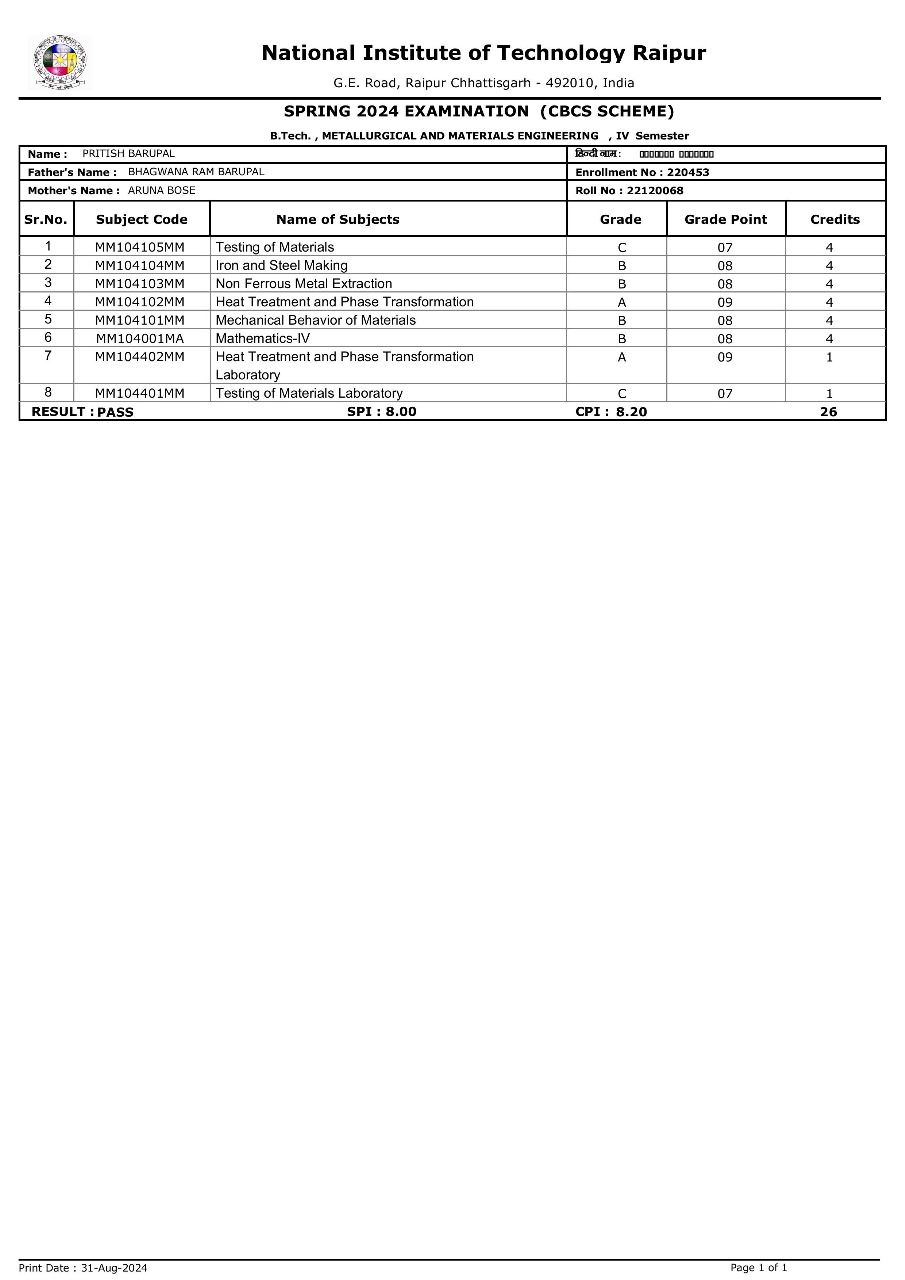 National Institute of Technology Raipur
G.E. Road, Raipur Chhattisgarh - 492010, India
SPRING 2024 EXAMINATION (CBCS SCHEME)
B.Tech. , METALLURGICAL AND MATERIALS ENGINEERING , IV Semester
Name : PRITISH BARUPAL हिन्दी नाम :
Father's Name : BHAGWANA RAM BARUPAL Enrollment No : 220453
Mother's Name : ARUNA BOSE Roll No : 22120068
Sr.No. Subject Code Name of Subjects Grade Grade Point Credits
1 MM104105MM Testing of Materials C 07 4
2 MM104104MM Iron and Steel Making B 08 4
3 MM104103MM Non Ferrous Metal Extraction B 08 4
4 MM104102MM Heat Treatment and Phase Transformation A 09 4
5 MM104101MM Mechanical Behavior of Materials B 08 4
6 MM104001MA Mathematics-IV B 08 4
7 MM104402MM Heat Treatment and Phase Transformation A 09 1
Laboratory
8 MM104401MM Testing of Materials Laboratory C 07 1
RESULT : PASS SPI : 8.00 CPI : 8.20 26
Print Date : 31-Aug-2024 Page 1 of 1